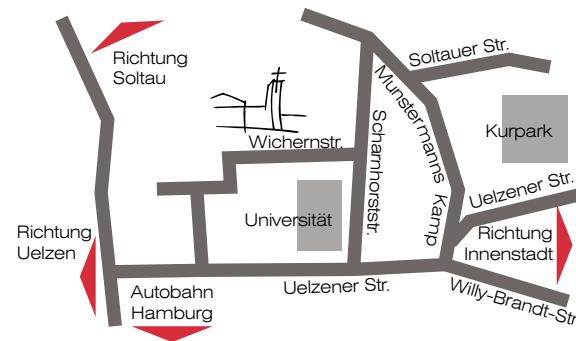 Richtung
Soltau
Soltauer Str.
Munstermanns Kamp
Kurpark
Wichernstr.
Scharnhorststr.
Uelzener Str.
Universität
Richtung
Uelzen
Richtung
Innenstadt
Autobahn
Hamburg
Uelzener Str.
Willy-Brandt-Str